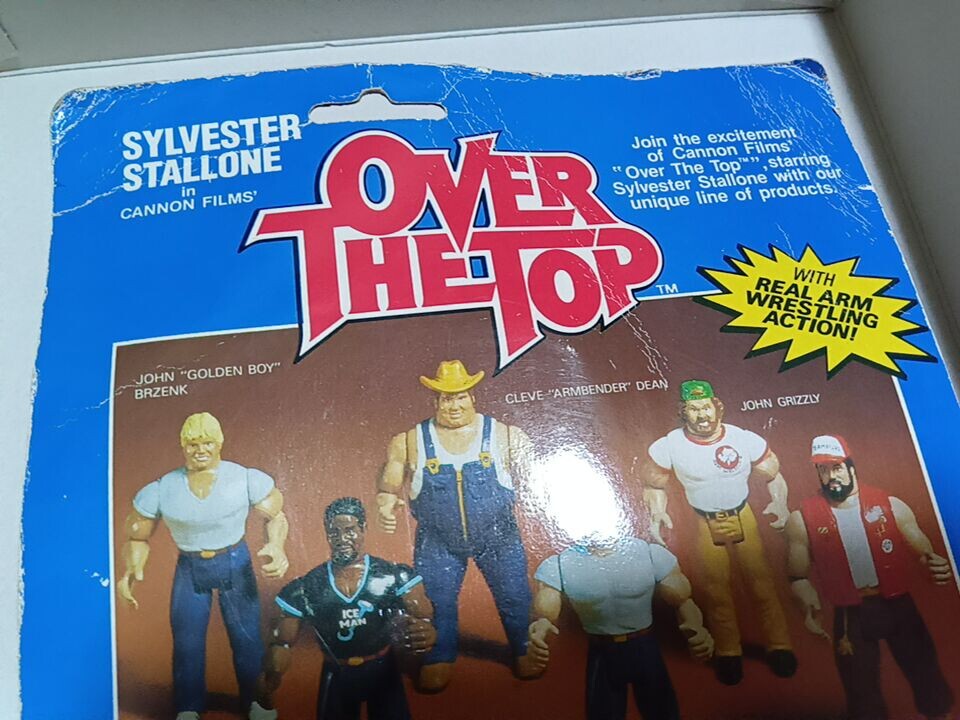 SYLVESTER
STALLONE
in
CANNON FILMS'
OVER
THE TOP
TM
Join the excitement
of Cannon Films'
"Over The Top™" starring
Sylvester Stallone with our
unique line of products.
WITH
REAL ARM
WRESTLING
ACTION!
JOHN "GOLDEN BOY"
BRZENK
CLEVE "ARMBENDER" DEAN
JOHN GRIZZLY
ICE
MAN